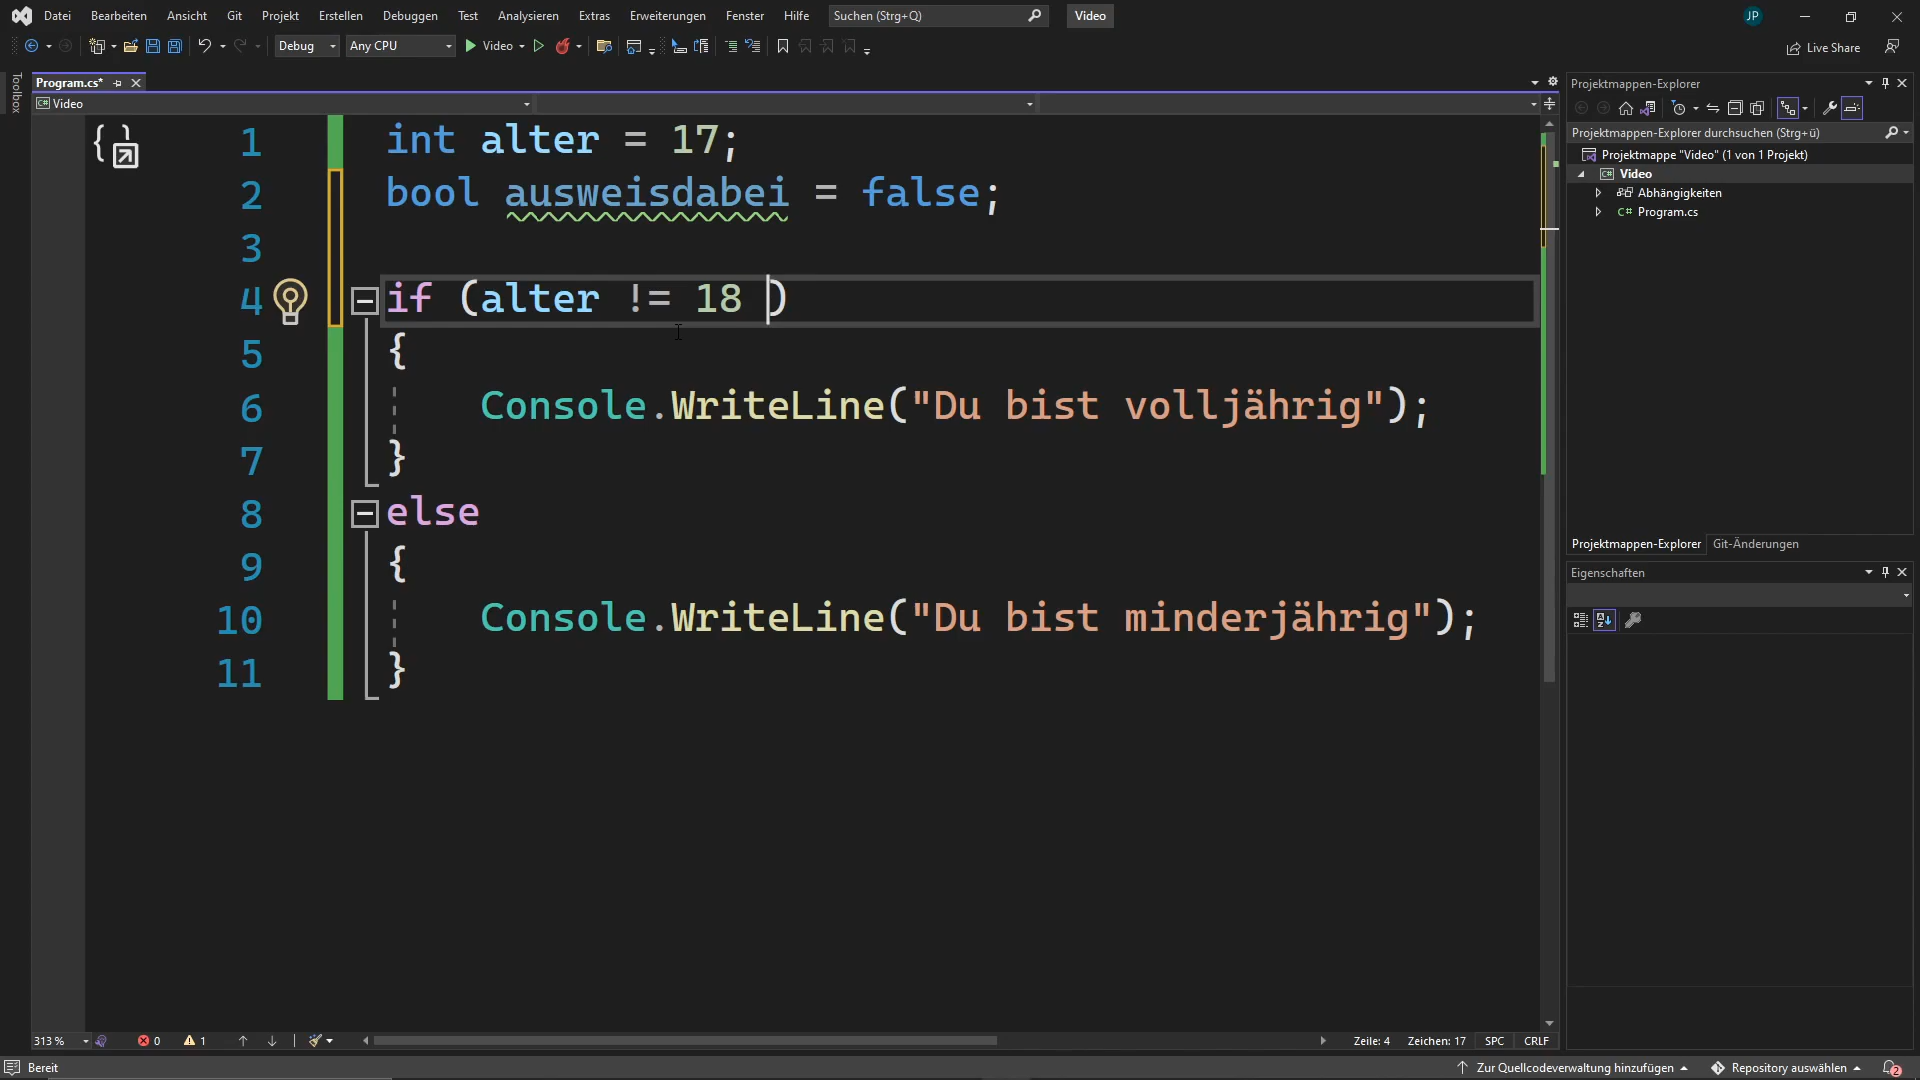 Datei Bearbeiten Ansicht Git Projekt Erstellen Debuggen Test Analysieren Extras Erweiterungen Fenster Hilfe Suchen (Strg+Q) Video JP
Debug Any CPU Video Live Share
Toolbox
Program.cs*
C# Video
1 int alter = 17;
2 bool ausweisdabei = false;
3
4 if (alter != 18 )
5 {
6 Console.WriteLine("Du bist volljährig");
7 }
8 else
9 {
10 Console.WriteLine("Du bist minderjährig");
11 }
Projektmappen-Explorer
Projektmappen-Explorer durchsuchen (Strg+ü)
Projektmappe "Video" (1 von 1 Projekt)
C# Video
Abhängigkeiten
C# Program.cs
Projektmappen-Explorer Git-Änderungen
Eigenschaften
313 % 0 1 Zeile: 4 Zeichen: 17 SPC CRLF
Bereit Zur Quellcodeverwaltung hinzufügen Repository auswählen 2